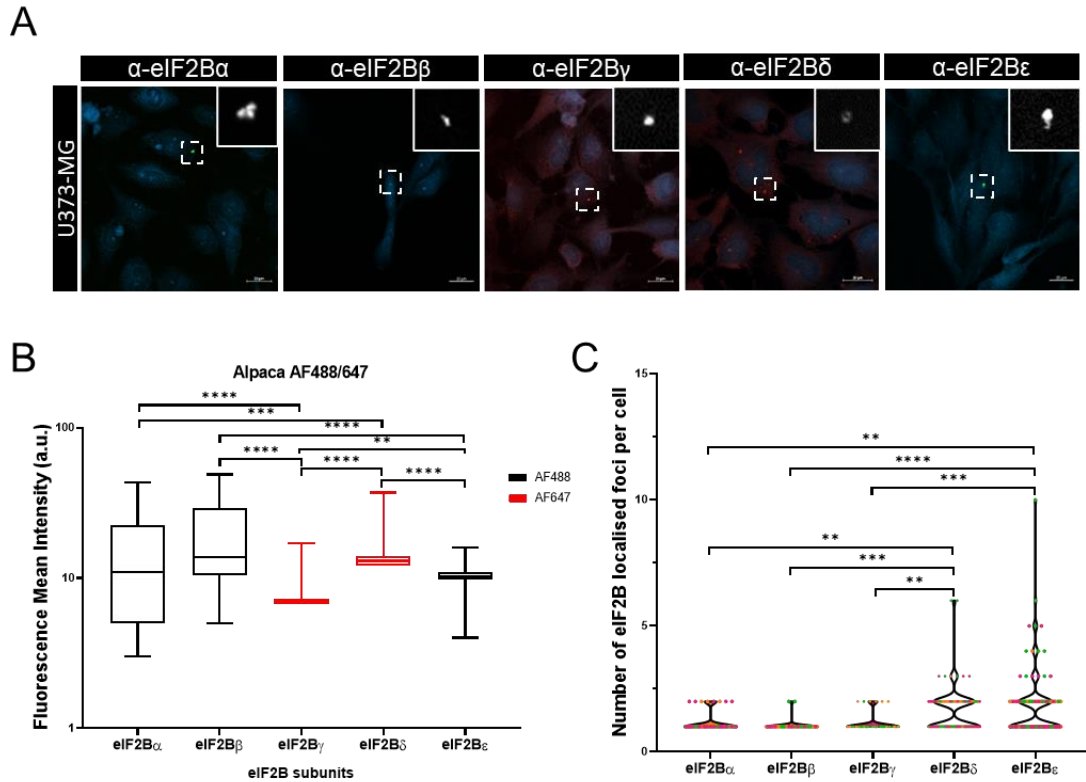 A
α-eIF2Bα α-eIF2Bβ α-eIF2Bγ α-eIF2Bδ α-eIF2Bε
U373-MG
B
Alpaca AF488/647
****
***
****
**
**** **** ****
Fluorescence Mean Intensity (a.u.)
100
10
1
AF488
AF647
eIF2Bα eIF2Bβ eIF2Bγ eIF2Bδ eIF2Bε
eIF2B subunits
C
Number of eIF2B localised foci per cell
15
10
5
0
**
****
***
**
***
**
eIF2Bα eIF2Bβ eIF2Bγ eIF2Bδ eIF2Bε